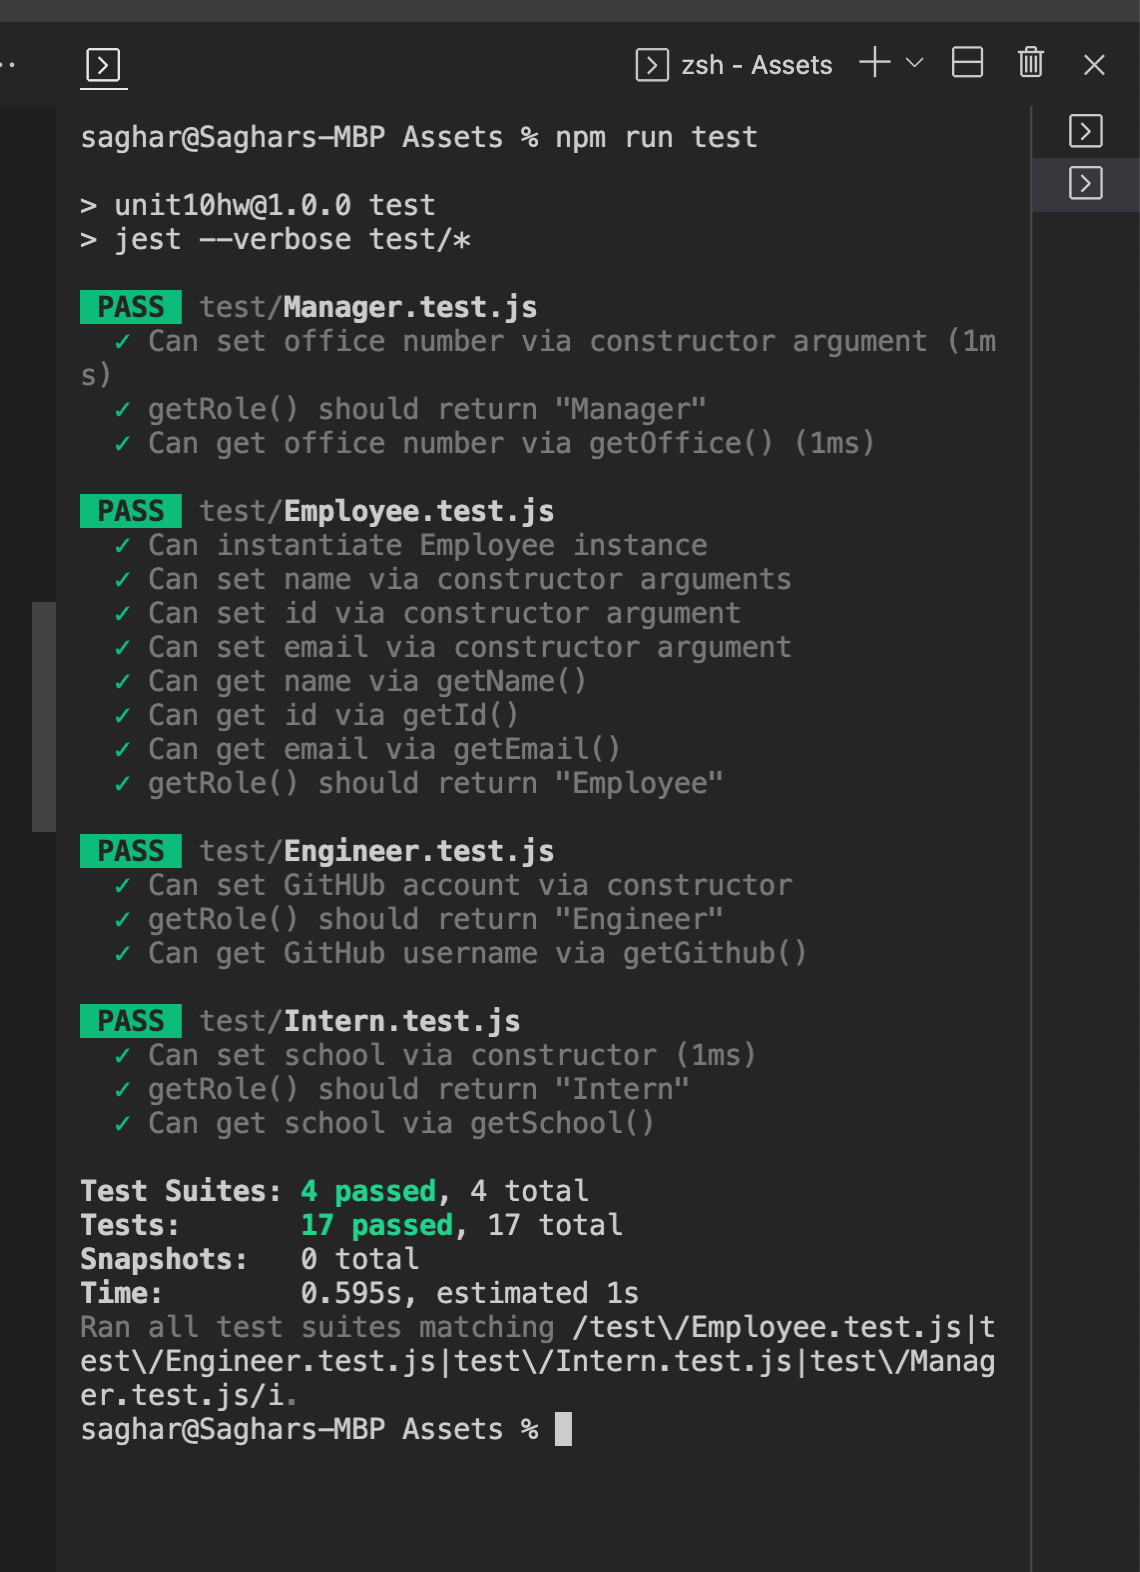 zsh - Assets
saghar@Saghars-MBP Assets % npm run test
> unit10hw@1.0.0 test
> jest --verbose test/*
PASS test/Manager.test.js
✓ Can set office number via constructor argument (1m
s)
✓ getRole() should return "Manager"
✓ Can get office number via getOffice() (1ms)
PASS test/Employee.test.js
✓ Can instantiate Employee instance
✓ Can set name via constructor arguments
✓ Can set id via constructor argument
✓ Can set email via constructor argument
✓ Can get name via getName()
✓ Can get id via getId()
✓ Can get email via getEmail()
✓ getRole() should return "Employee"
PASS test/Engineer.test.js
✓ Can set GitHUb account via constructor
✓ getRole() should return "Engineer"
✓ Can get GitHub username via getGithub()
PASS test/Intern.test.js
✓ Can set school via constructor (1ms)
✓ getRole() should return "Intern"
✓ Can get school via getSchool()
Test Suites: 4 passed, 4 total
Tests: 17 passed, 17 total
Snapshots: 0 total
Time: 0.595s, estimated 1s
Ran all test suites matching /test\/Employee.test.js|t
est\/Engineer.test.js|test\/Intern.test.js|test\/Manag
er.test.js/i.
saghar@Saghars-MBP Assets %